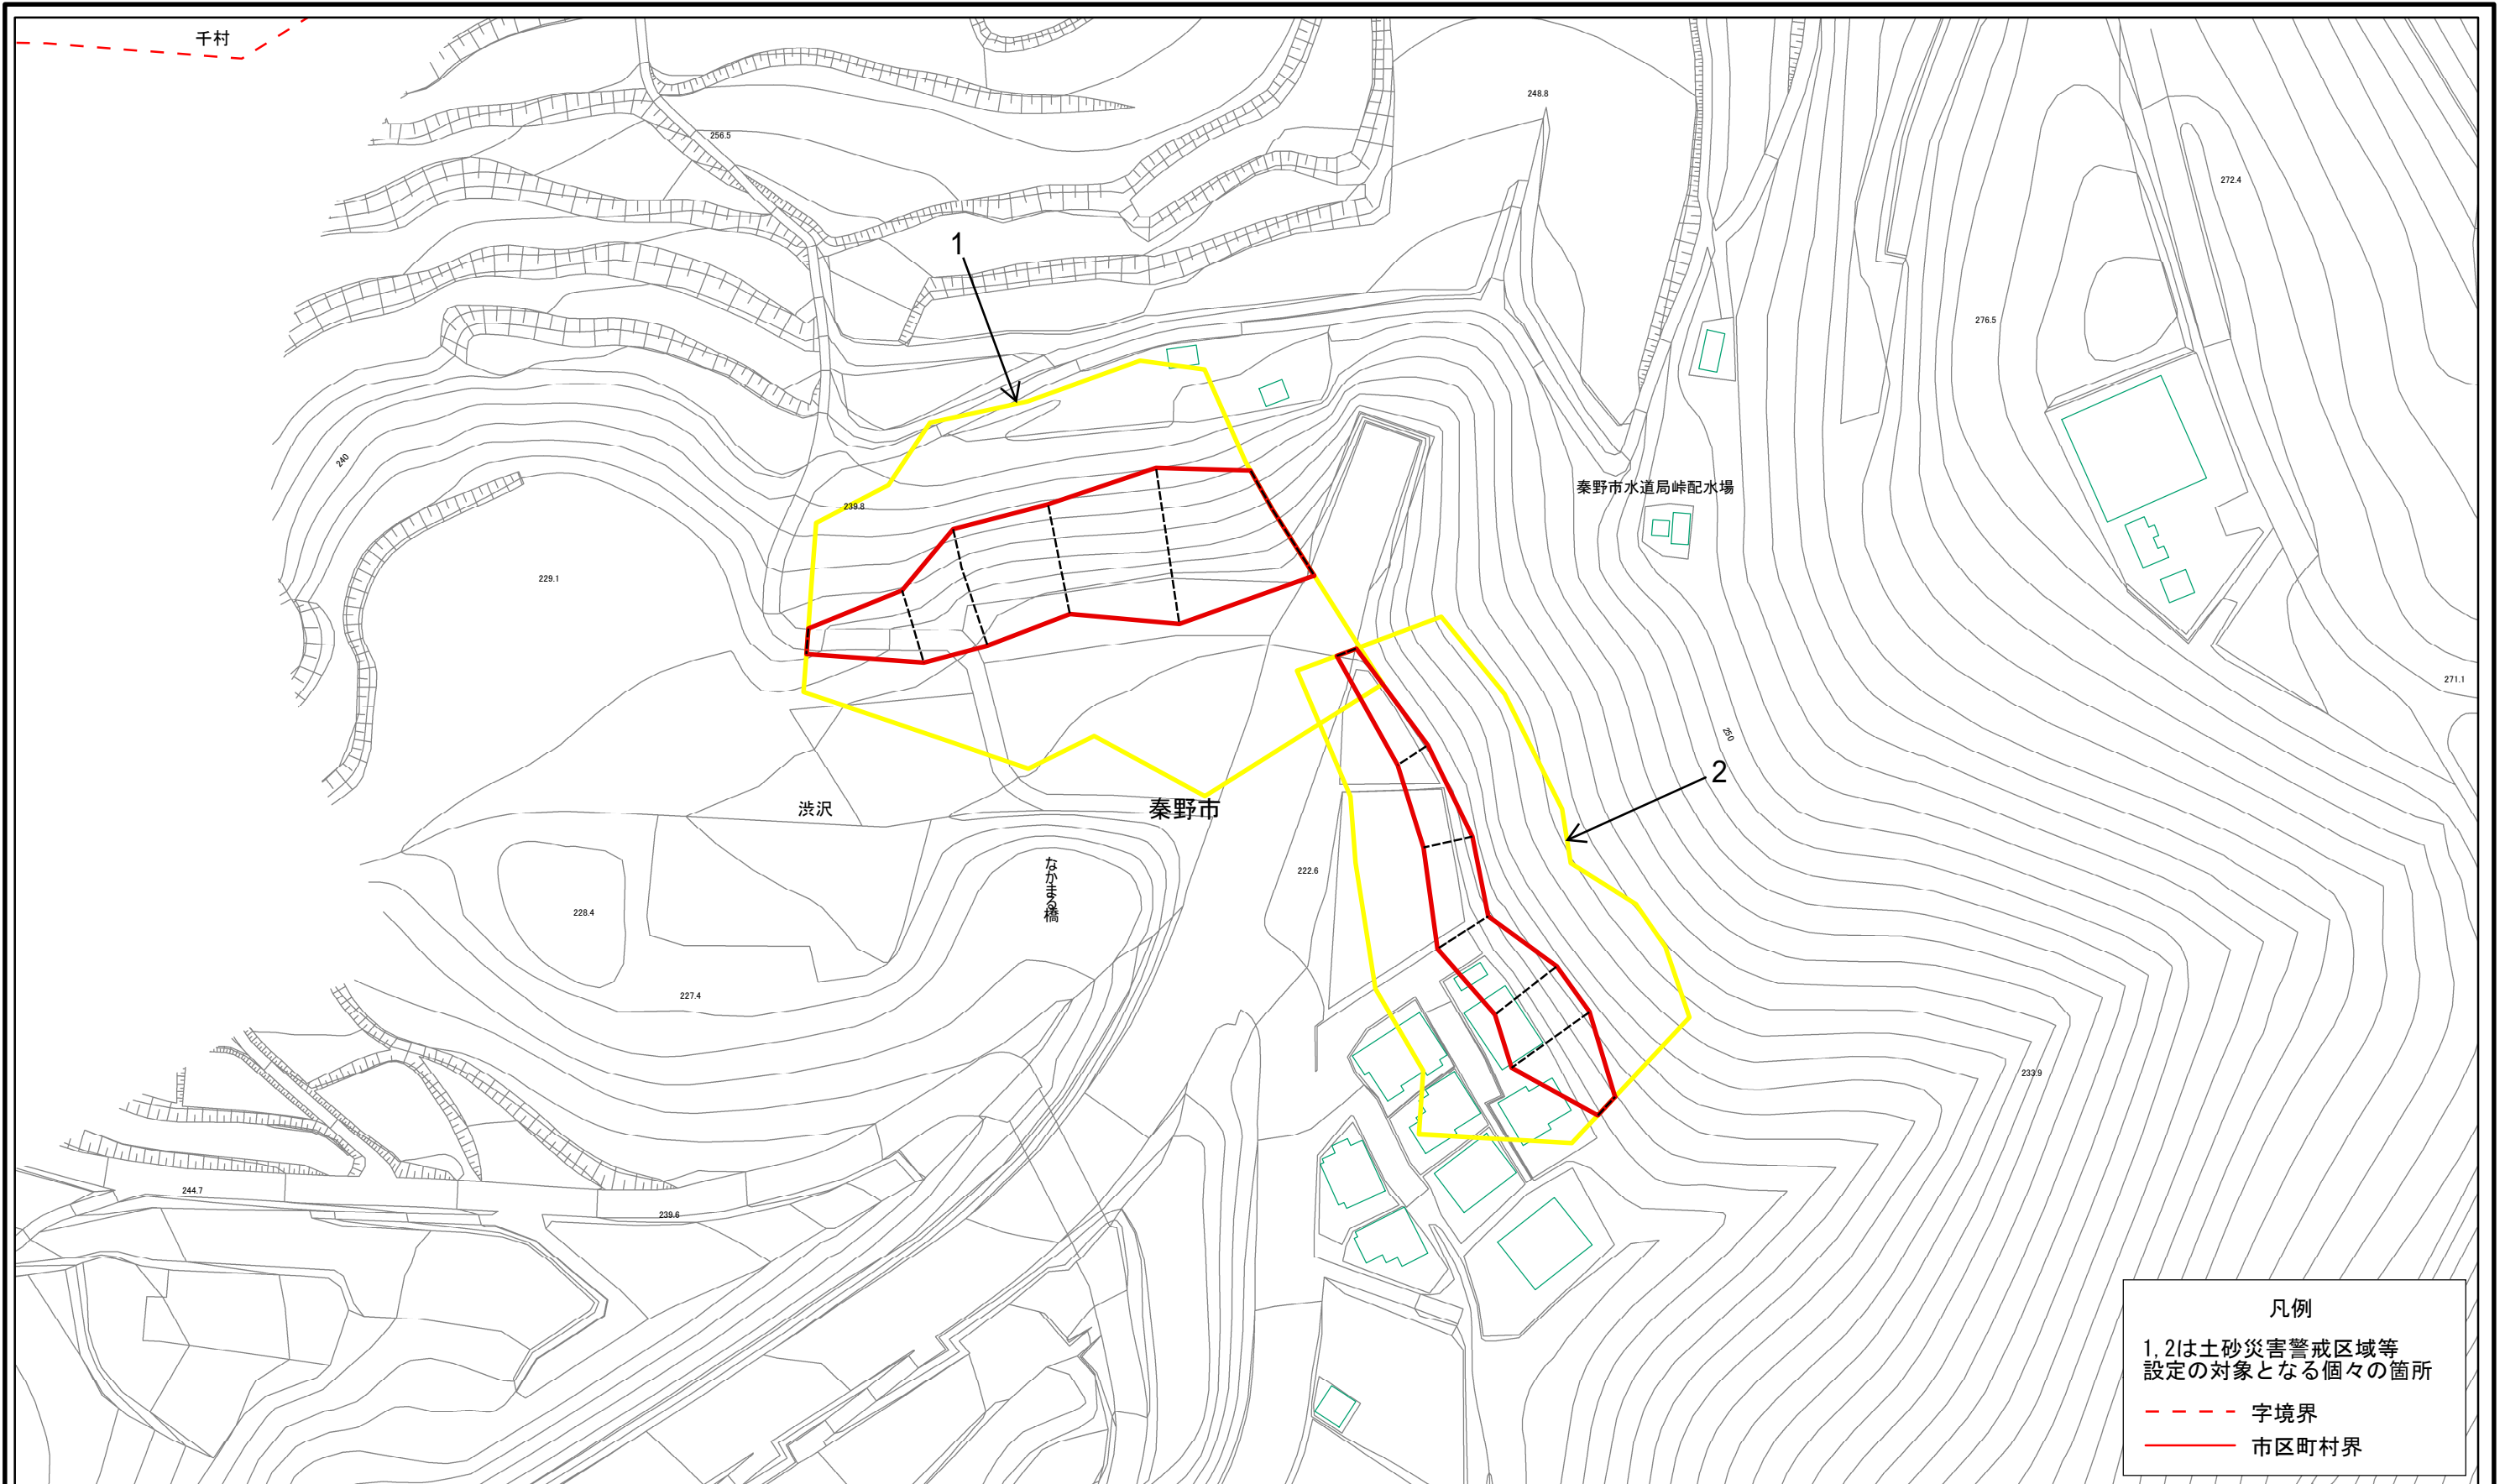 千村
248.8
256.5
272.4
1
276.5
240
秦野市水道局峠配水場
239.8
229.1
271.1
250
2
渋沢
秦野市
なかまる橋
222.6
228.4
227.4
233.9
244.7
239.6
凡例
1,2は土砂災害警戒区域等
設定の対象となる個々の箇所
字境界
市区町村界